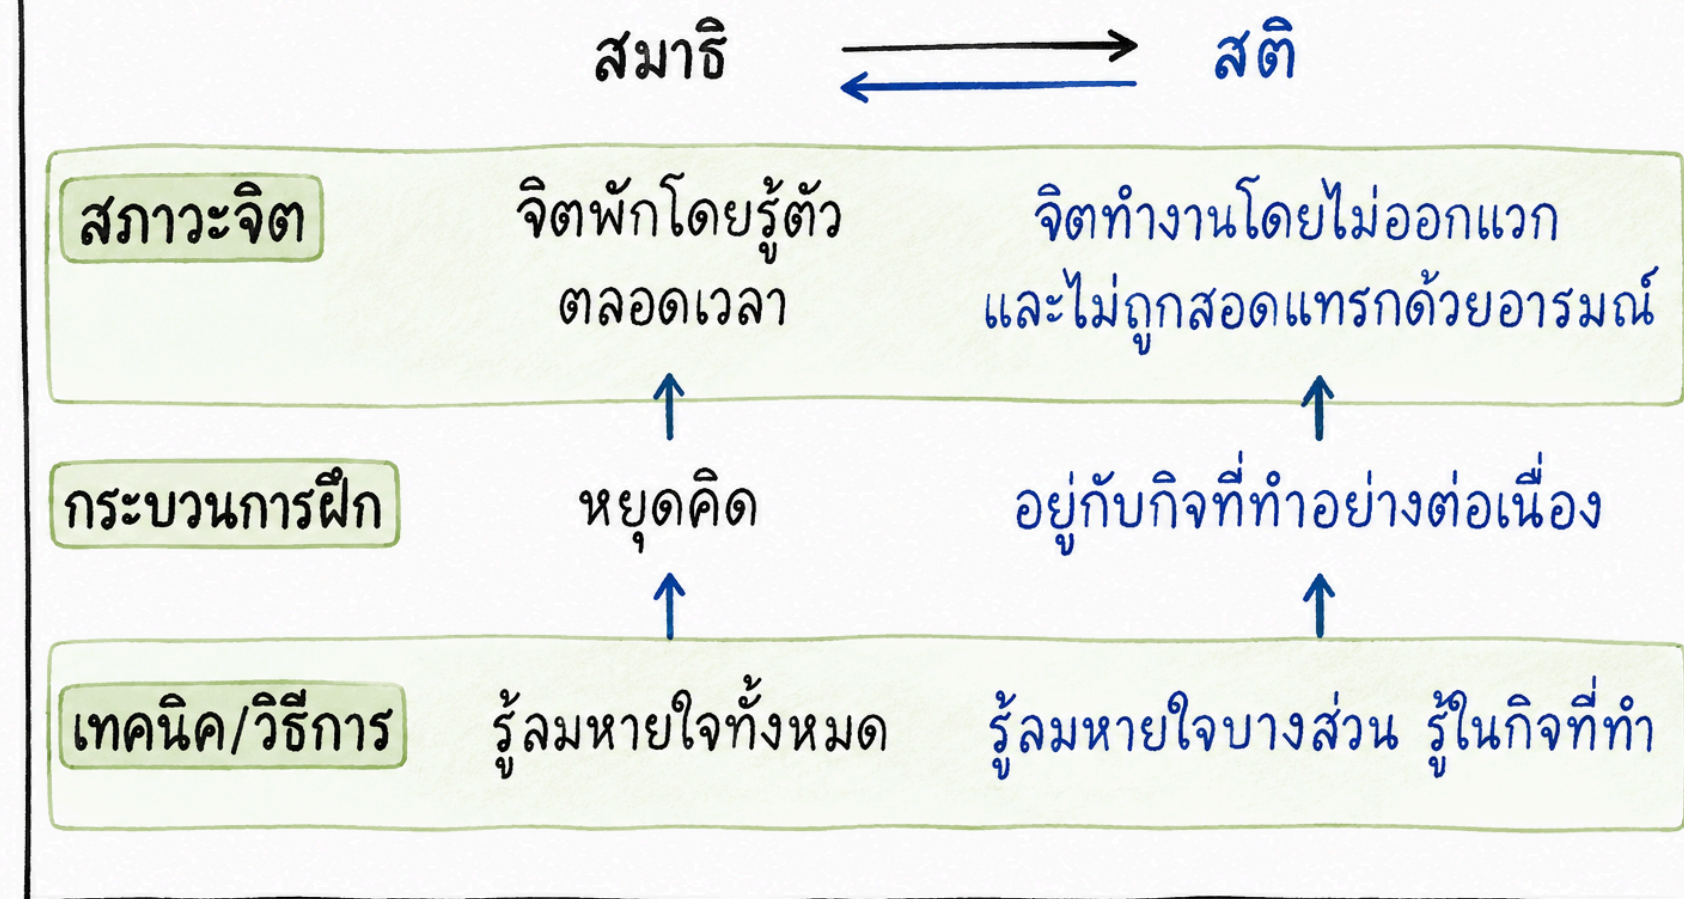 สมาธิ สติ
สภาวะจิต จิตพักโดยรู้ตัว จิตทำงานโดยไม่ออกแวก
ตลอดเวลา และไม่ถูกสอดแทรกด้วยอารมณ์
กระบวนการฝึก หยุดคิด อยู่กับกิจที่ทำอย่างต่อเนื่อง
เทคนิค/วิธีการ รู้ลมหายใจทั้งหมด รู้ลมหายใจบางส่วน รู้ในกิจที่ทำ